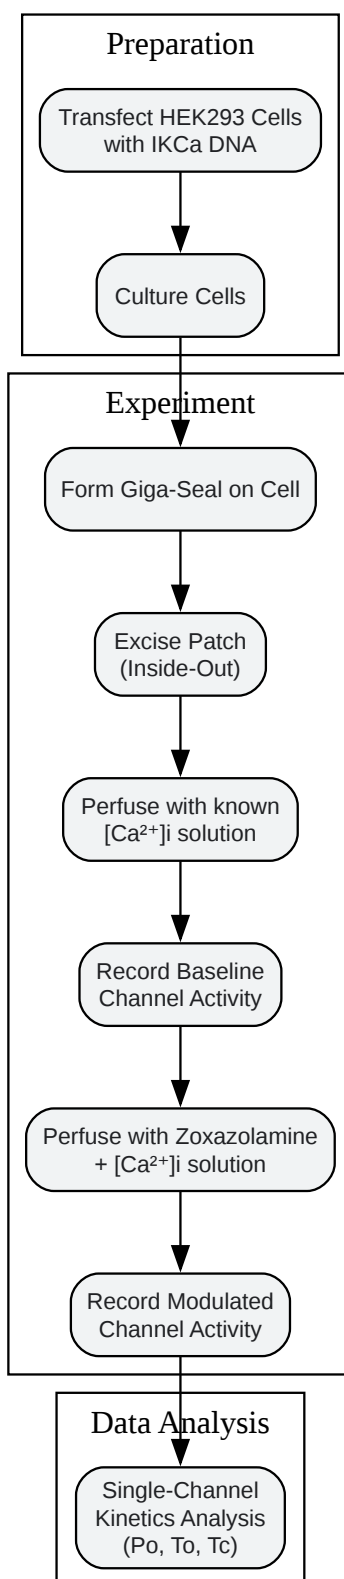 Preparation
Transfect HEK293 Cells
with IKCa DNA
Culture Cells
Experiment
Form Giga-Seal on Cell
Excise Patch
(Inside-Out)
Perfuse with known
[Ca²⁺]i solution
Record Baseline
Channel Activity
Perfuse with Zoxazolamine
+ [Ca²⁺]i solution
Record Modulated
Channel Activity
Data Analysis
Single-Channel
Kinetics Analysis
(Po, To, Tc)